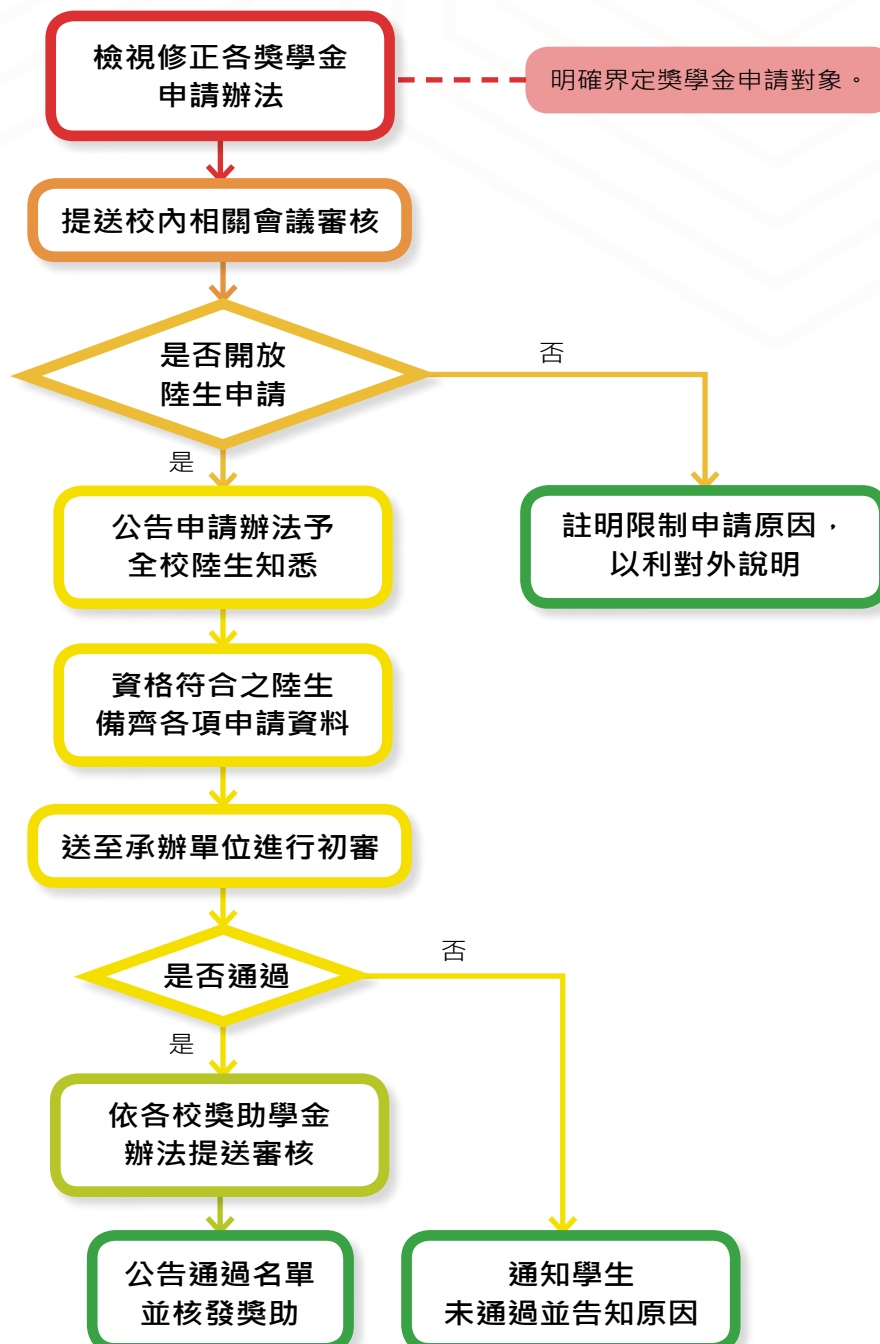 檢視修正各獎學金
申請辦法
明確界定獎學金申請對象。
提送校內相關會議審核
是否開放
陸生申請
否
是
公告申請辦法予
全校陸生知悉
註明限制申請原因，
以利對外說明
資格符合之陸生
備齊各項申請資料
送至承辦單位進行初審
是否通過
否
是
依各校獎助學金
辦法提送審核
公告通過名單
並核發獎助
通知學生
未通過並告知原因